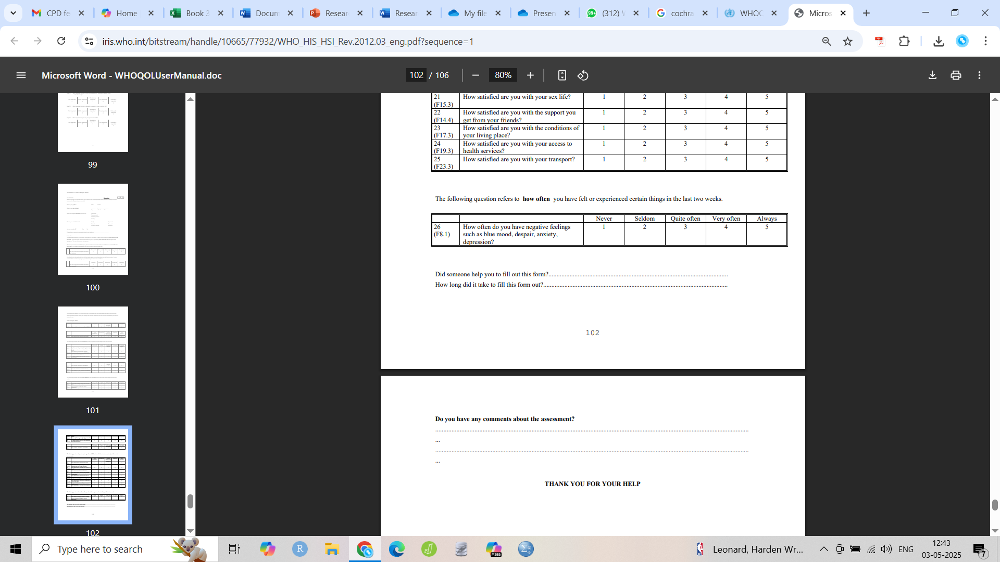 CPD fe
Home
Book 3
Docum
Resear
Resear
My file
Presen
99+
(312) W
cochra
WHOC
Micros
iris.who.int/bitstream/handle/10665/77932/WHO_HIS_HSI_Rev.2012.03_eng.pdf?sequence=1
Microsoft Word - WHOQOLUserManual.doc
102 / 106
80%
99
100
101
102
21 How satisfied are you with your sex life? 1 2 3 4 5
(F15.3)
22 How satisfied are you with the support you 1 2 3 4 5
(F14.4) get from your friends?
23 How satisfied are you with the conditions of 1 2 3 4 5
(F17.3) your living place?
24 How satisfied are you with your access to 1 2 3 4 5
(F19.3) health services?
25 How satisfied are you with your transport? 1 2 3 4 5
(F23.3)
The following question refers to how often you have felt or experienced certain things in the last two weeks.
Never Seldom Quite often Very often Always
26 How often do you have negative feelings 1 2 3 4 5
(F8.1) such as blue mood, despair, anxiety,
depression?
Did someone help you to fill out this form?..............................................................................................................
How long did it take to fill this form out?.................................................................................................................
102
Do you have any comments about the assessment?
................................................................................................................................................................................................
...
................................................................................................................................................................................................
...
THANK YOU FOR YOUR HELP
Type here to search
R
M365
Leonard, Harden Wr...
ENG
12:43
03-05-2025
7